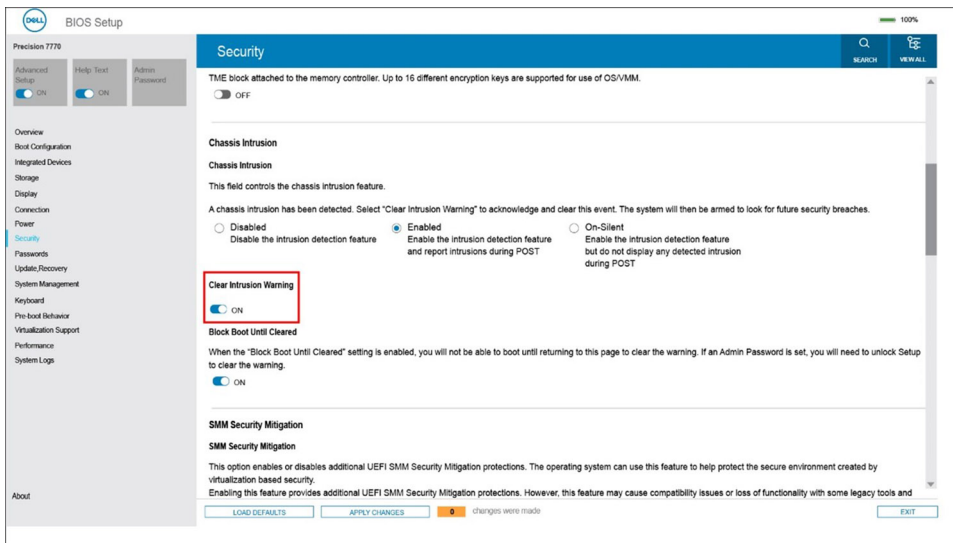 DELL
BIOS Setup
100%
Precision 7770
Advanced
Setup
ON
Help Text
ON
Admin
Password
Overview
Boot Configuration
Integrated Devices
Storage
Display
Connection
Power
Security
Passwords
Update,Recovery
System Management
Keyboard
Pre-boot Behavior
Virtualization Support
Performance
System Logs
About
Security
SEARCH
VIEW ALL
TME block attached to the memory controller. Up to 16 different encryption keys are supported for use of OS/VMM.
OFF
Chassis Intrusion
Chassis Intrusion
This field controls the chassis intrusion feature.
A chassis intrusion has been detected. Select "Clear Intrusion Warning" to acknowledge and clear this event. The system will then be armed to look for future security breaches.
Disabled
Disable the intrusion detection feature
Enabled
Enable the intrusion detection feature
and report intrusions during POST
On-Silent
Enable the intrusion detection feature
but do not display any detected intrusion
during POST
Clear Intrusion Warning
ON
Block Boot Until Cleared
When the "Block Boot Until Cleared" setting is enabled, you will not be able to boot until returning to this page to clear the warning. If an Admin Password is set, you will need to unlock Setup
to clear the warning.
ON
SMM Security Mitigation
SMM Security Mitigation
This option enables or disables additional UEFI SMM Security Mitigation protections. The operating system can use this feature to help protect the secure environment created by
virtualization based security.
Enabling this feature provides additional UEFI SMM Security Mitigation protections. However, this feature may cause compatibility issues or loss of functionality with some legacy tools and
LOAD DEFAULTS
APPLY CHANGES
0
changes were made
EXIT